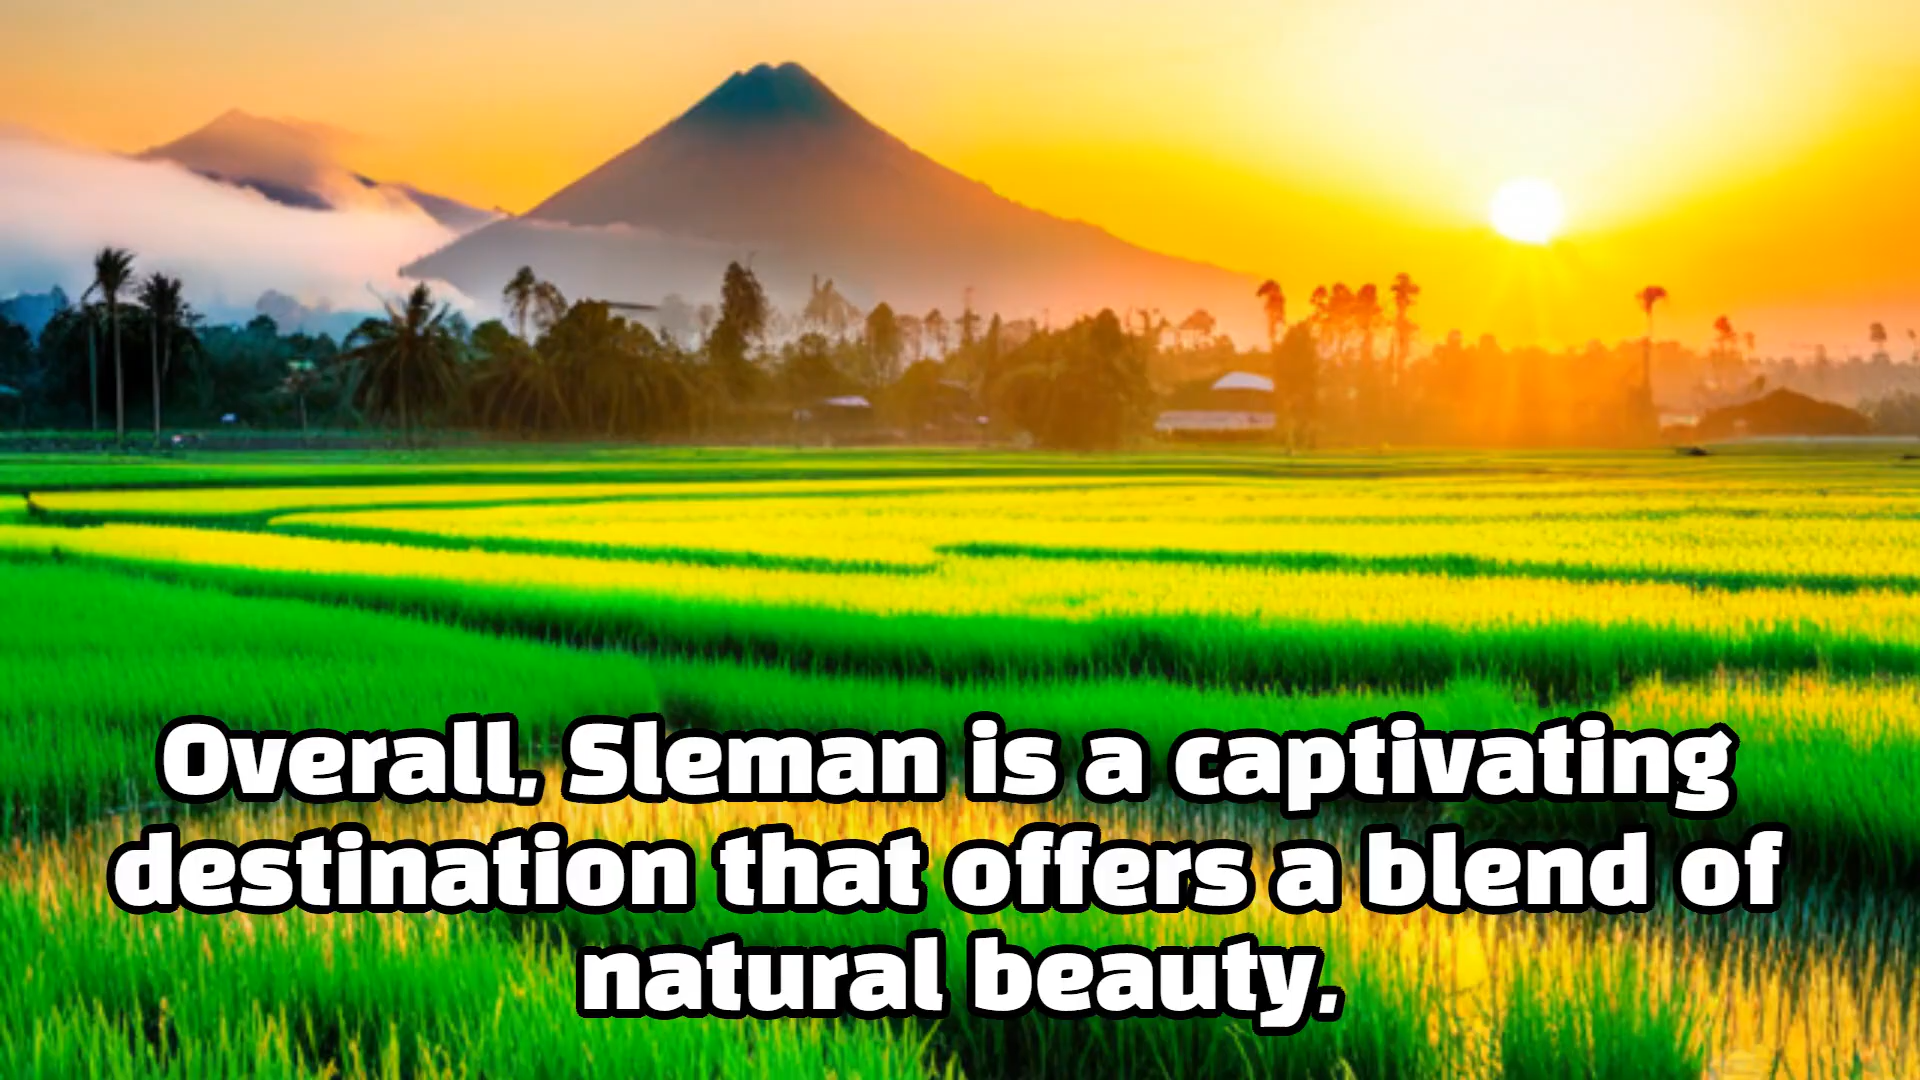 Overall, Sleman is a captivating
destination that offers a blend of
natural beauty.